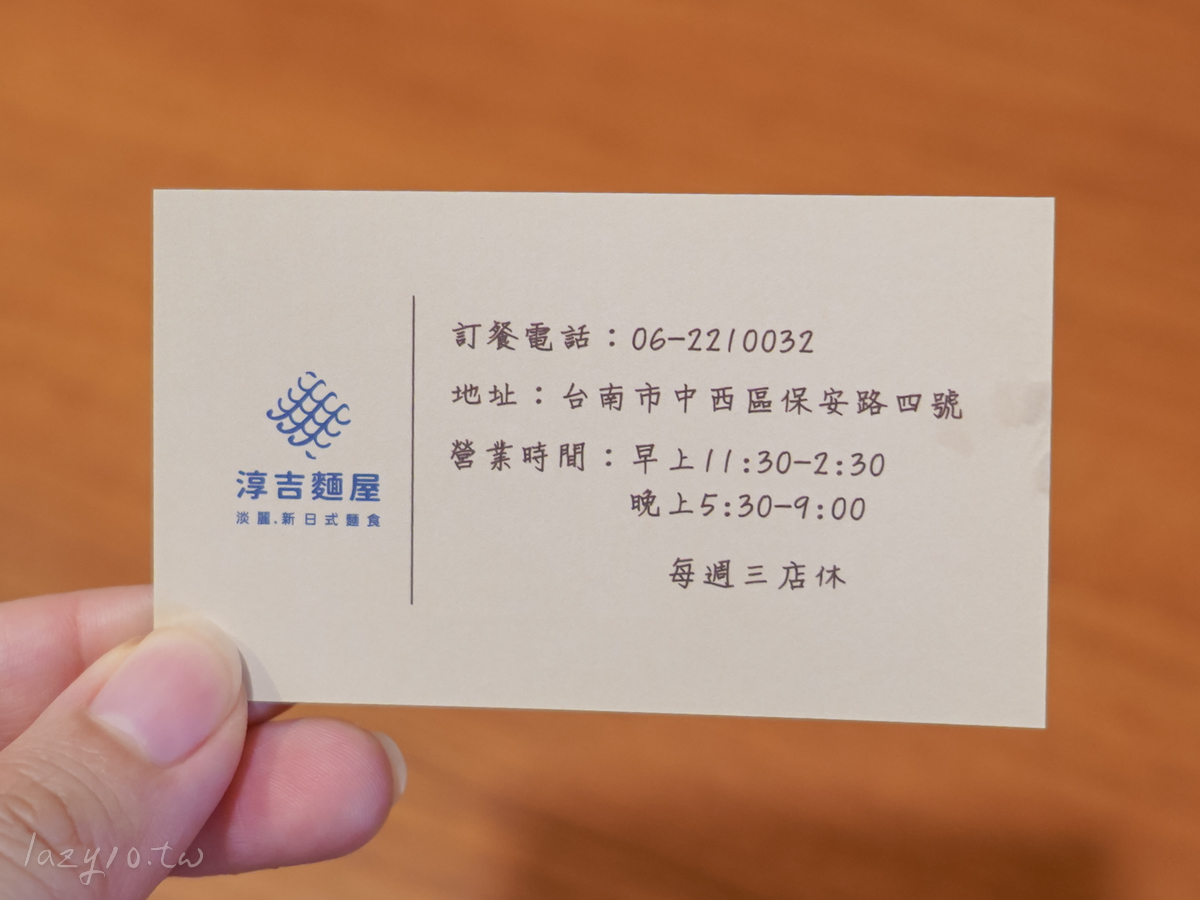 淳吉麵屋
淡麗.新日式麵食
訂餐電話：06-2210032
地址：台南市中西區保安路四號
營業時間：早上11:30-2:30
晚上5:30-9:00
每週三店休
lazy10.tw